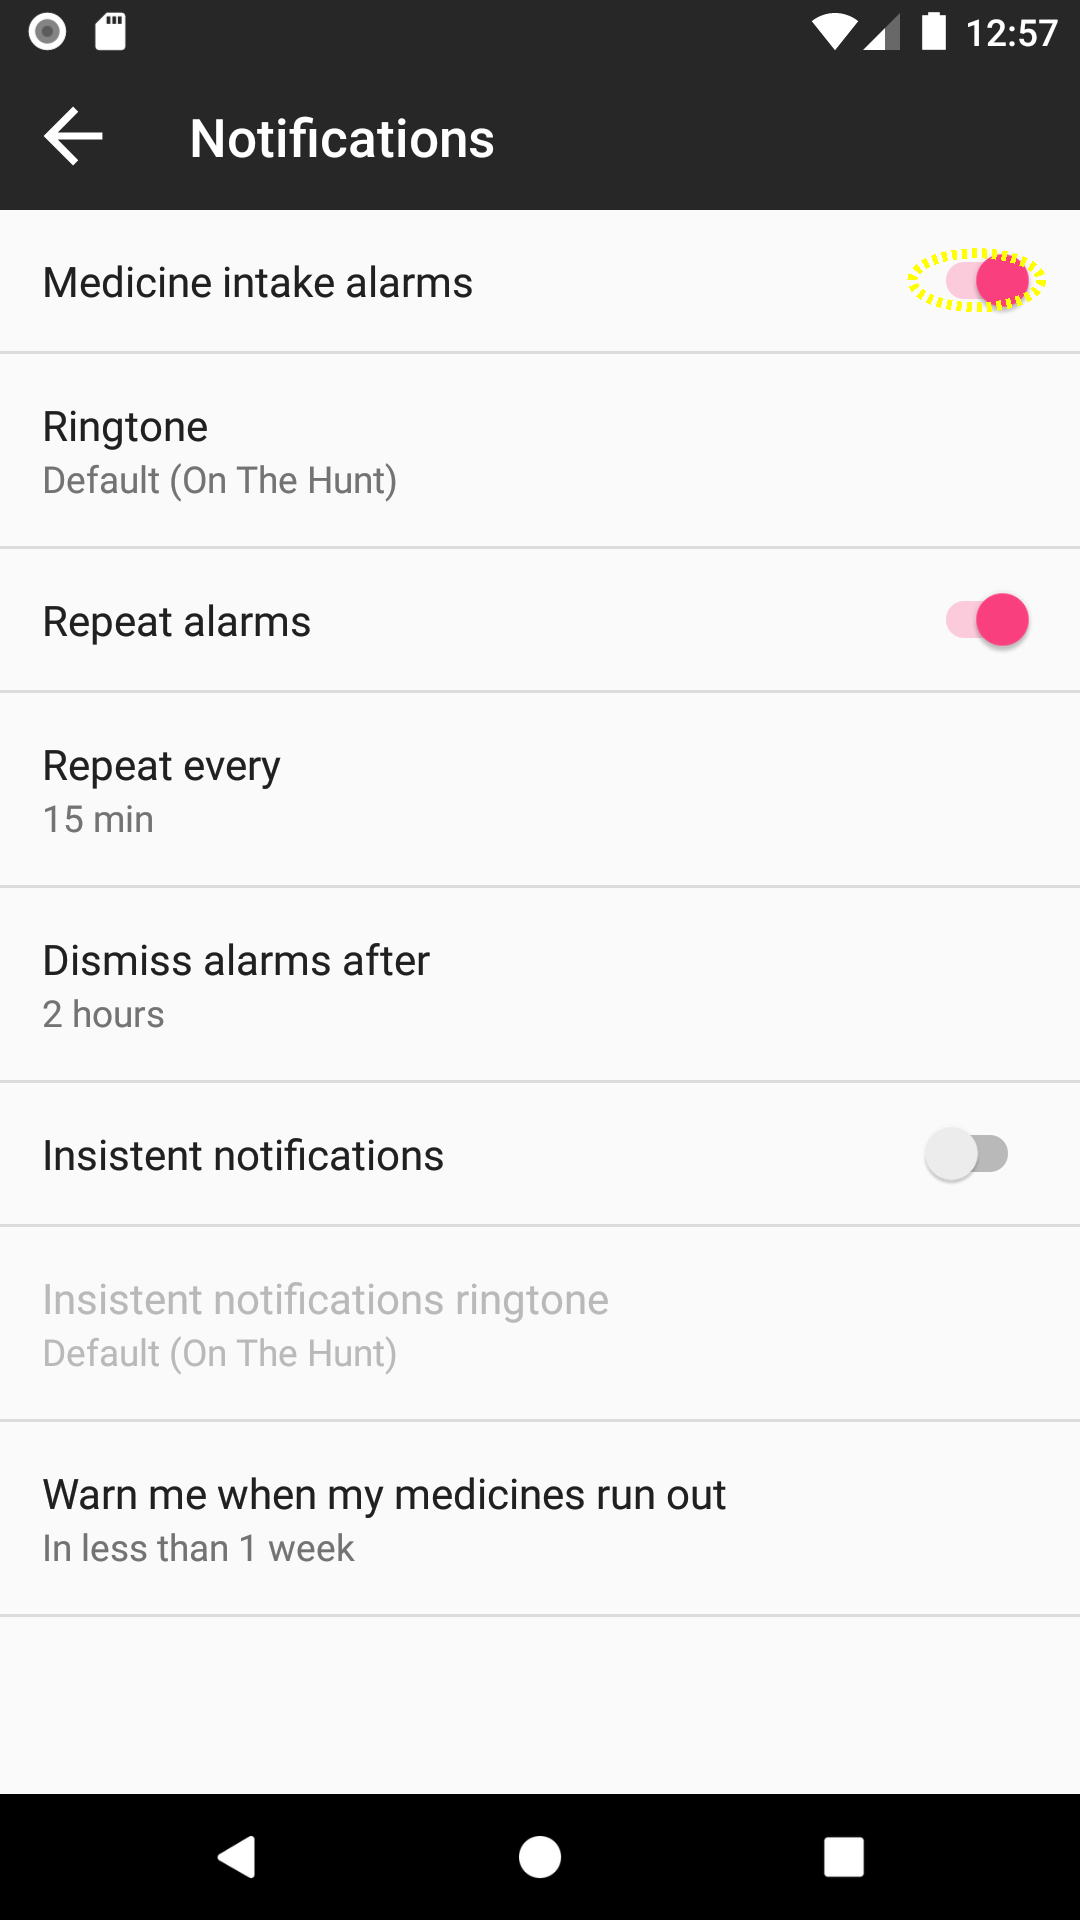 12:57
Notifications
Medicine intake alarms
Ringtone
Default (On The Hunt)
Repeat alarms
Repeat every
15 min
Dismiss alarms after
2 hours
Insistent notifications
Insistent notifications ringtone
Default (On The Hunt)
Warn me when my medicines run out
In less than 1 week